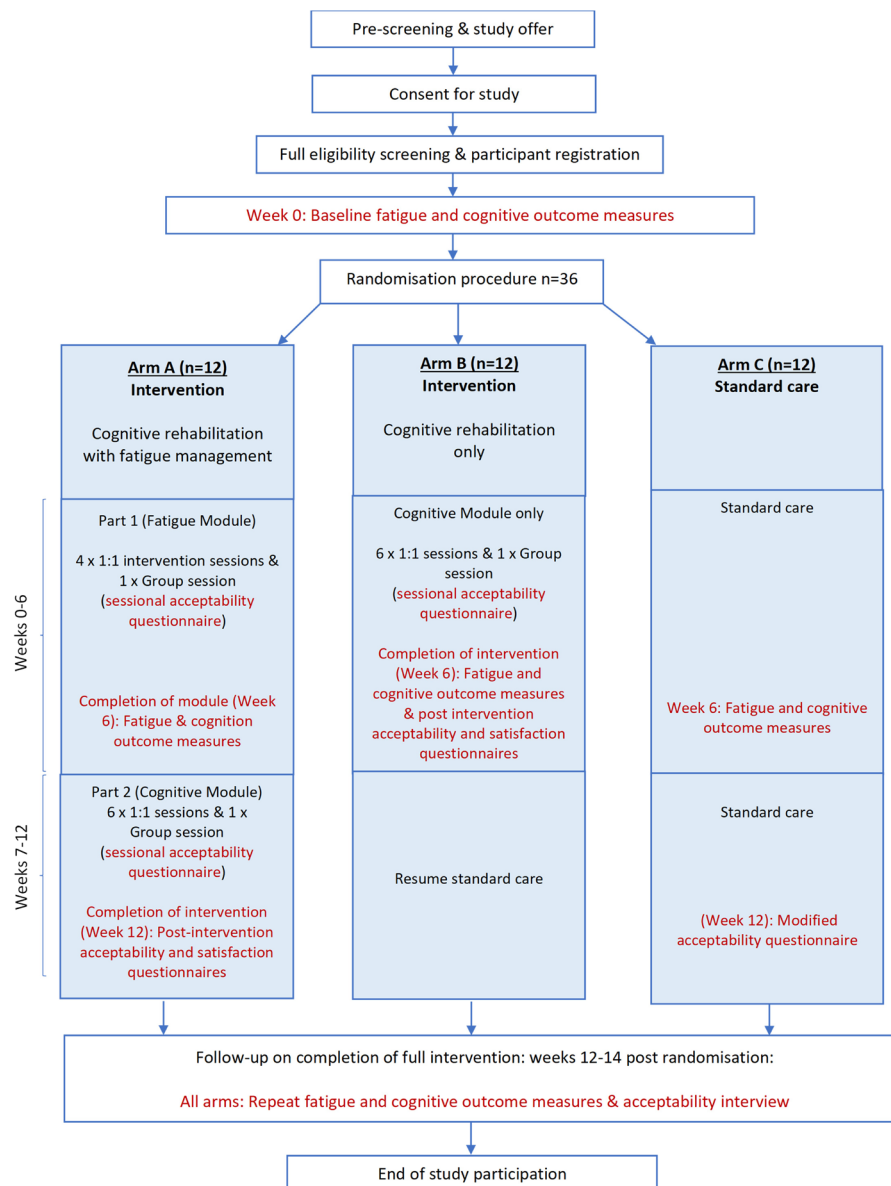 Pre-screening & study offer
Consent for study
Full eligibility screening & participant registration
Week 0: Baseline fatigue and cognitive outcome measures
Randomisation procedure n=36
Arm A (n=12)
Intervention
Cognitive rehabilitation
with fatigue management
Arm B (n=12)
Intervention
Cognitive rehabilitation
only
Arm C (n=12)
Standard care
Weeks 0-6
Part 1 (Fatigue Module)
4 x 1:1 intervention sessions &
1 x Group session
(sessional acceptability
questionnaire)
Completion of module (Week
6): Fatigue & cognition
outcome measures
Cognitive Module only
6 x 1:1 sessions & 1 x Group
session
(sessional acceptability
questionnaire)
Completion of intervention
(Week 6): Fatigue and
cognitive outcome measures
& post intervention
acceptability and satisfaction
questionnaires
Standard care
Week 6: Fatigue and cognitive
outcome measures
Weeks 7-12
Part 2 (Cognitive Module)
6 x 1:1 sessions & 1 x
Group session
(sessional acceptability
questionnaire)
Completion of intervention
(Week 12): Post-intervention
acceptability and satisfaction
questionnaires
Resume standard care
Standard care
(Week 12): Modified
acceptability questionnaire
Follow-up on completion of full intervention: weeks 12-14 post randomisation:
All arms: Repeat fatigue and cognitive outcome measures & acceptability interview
End of study participation